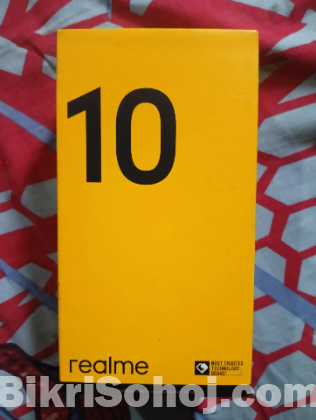 10
realme
MOST TRUSTED
TECHNOLOGY
BRAND
BikriSohoj.com